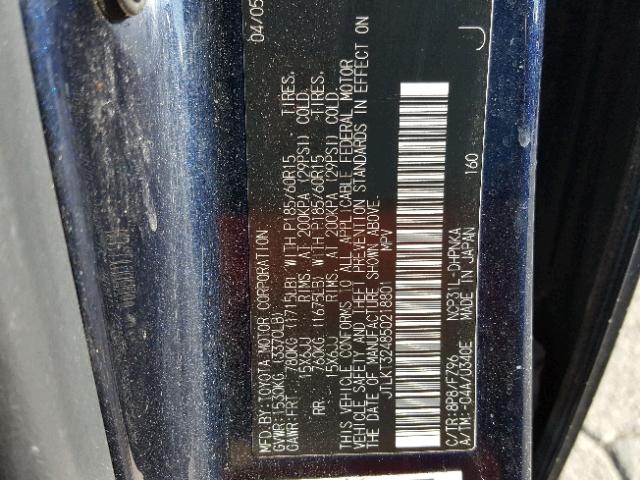 MFD.BY: TOYOTA MOTOR CORPORATION 04/05
GVWR:1530KG (3370LB)
GAWR:FRT 780KG (1715LB) WITH P185/60R15 TIRES,
15X6JJ RIMS, AT 200KPA (29PSI) COLD.
RR 760KG (1675LB) WITH P185/60R15 TIRES,
15X6JJ RIMS, AT 200KPA (29PSI) COLD.
THIS VEHICLE CONFORMS TO ALL APPLICABLE FEDERAL MOTOR
VEHICLE SAFETY AND THEFT PREVENTION STANDARDS IN EFFECT ON
THE DATE OF MANUFACTURE SHOWN ABOVE.
JTLKT324850218801 MPV
160 J
C/TR:8P8/FZ96 NCP31L-DHPNKA
A/TM:-04A/U340E MADE IN JAPAN